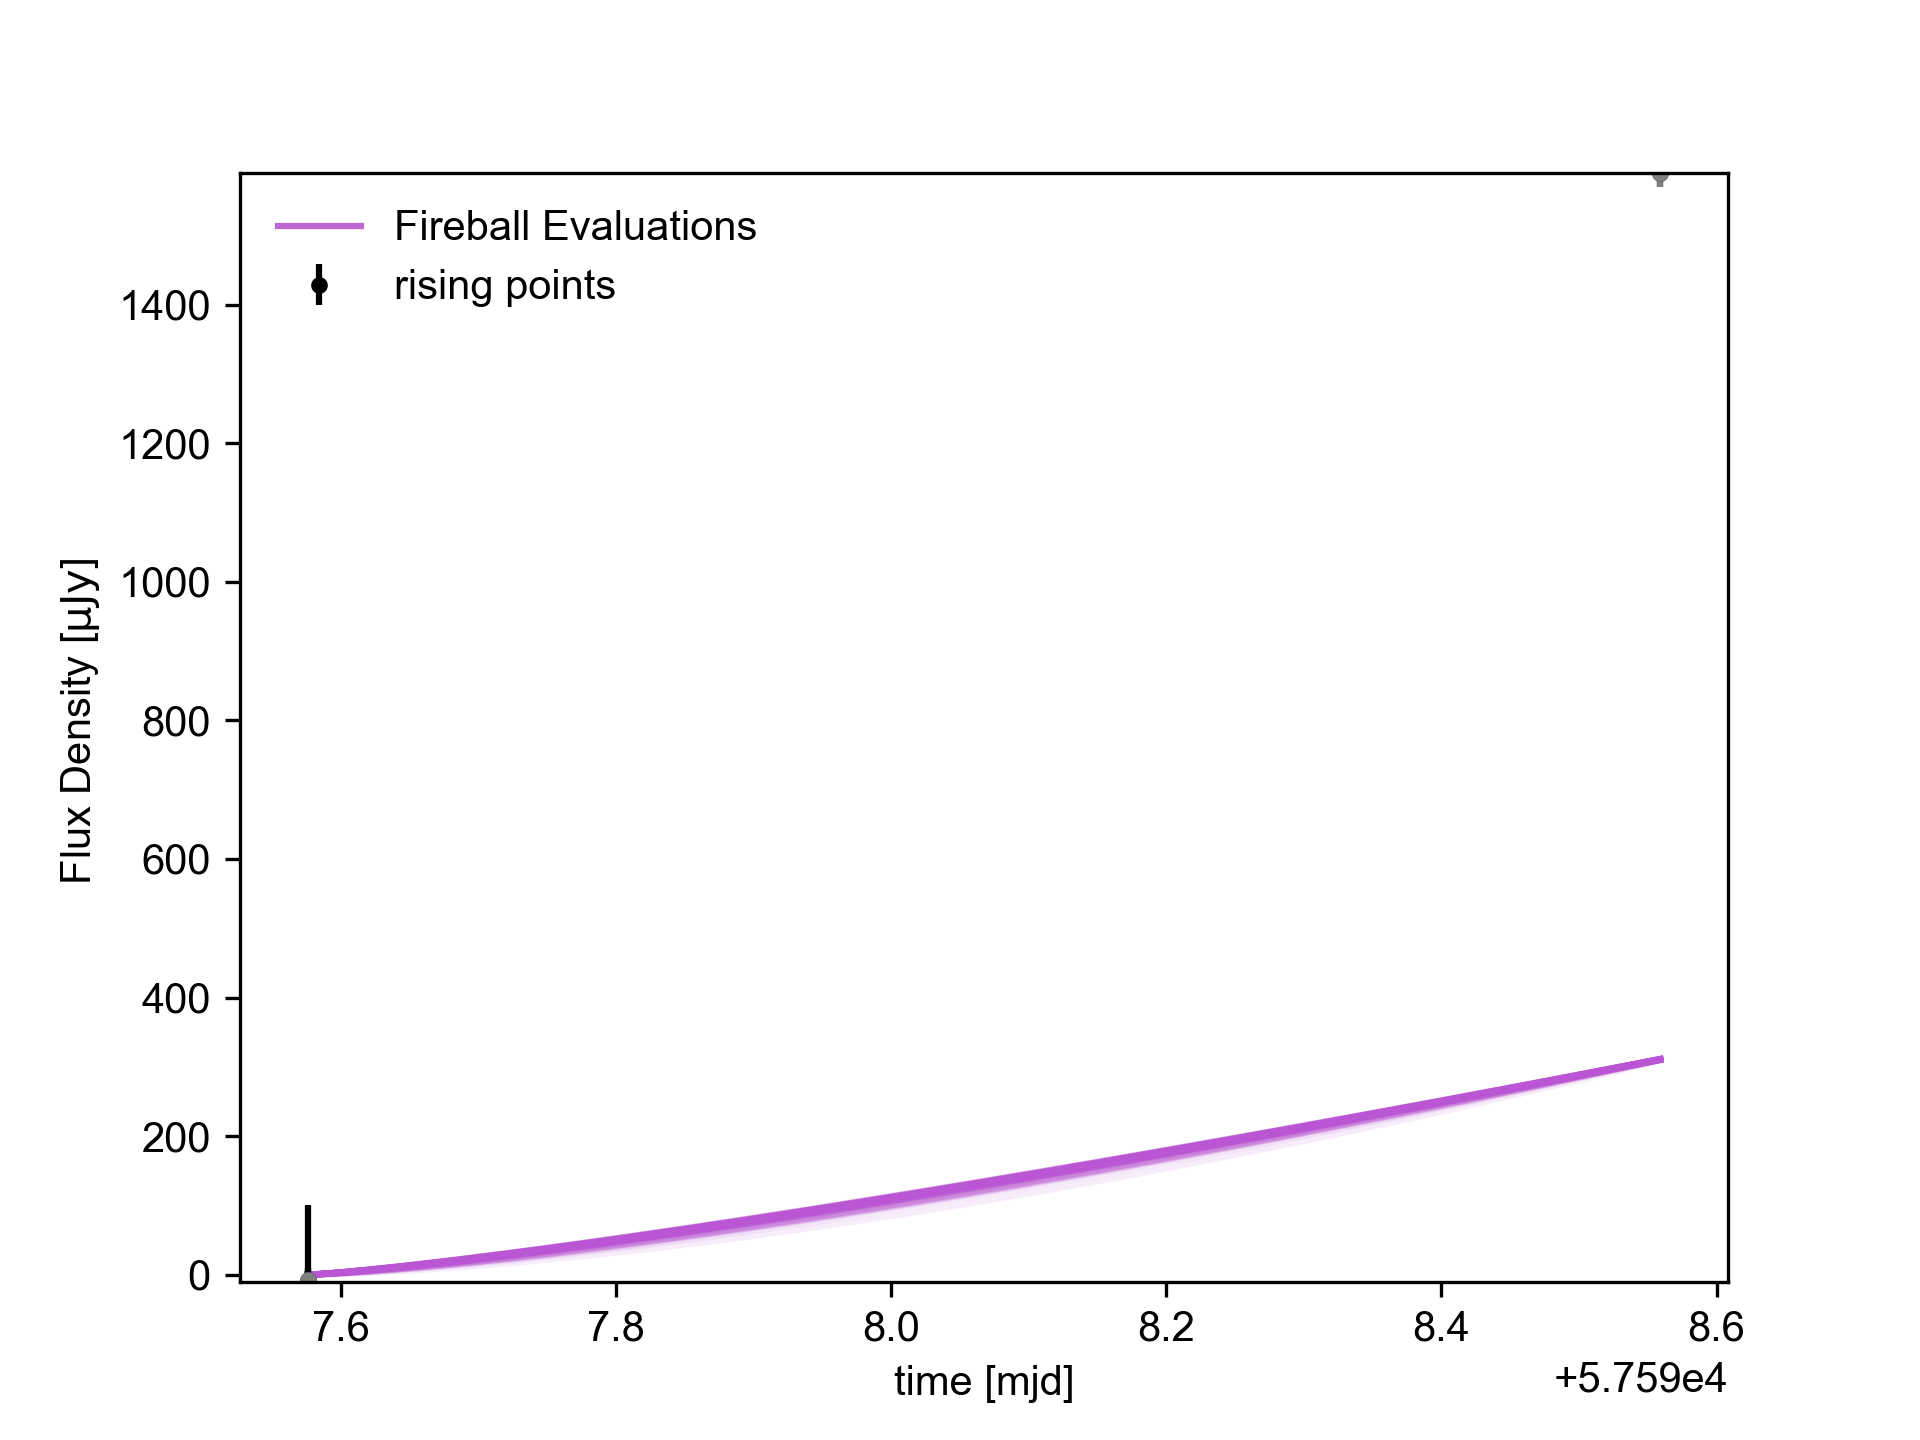 Fireball Evaluations
rising points
1400
1200
1000
800
600
400
200
0
Flux Density [µJy]
7.6 7.8 8.0 8.2 8.4 8.6
time [mjd]
+5.759e4